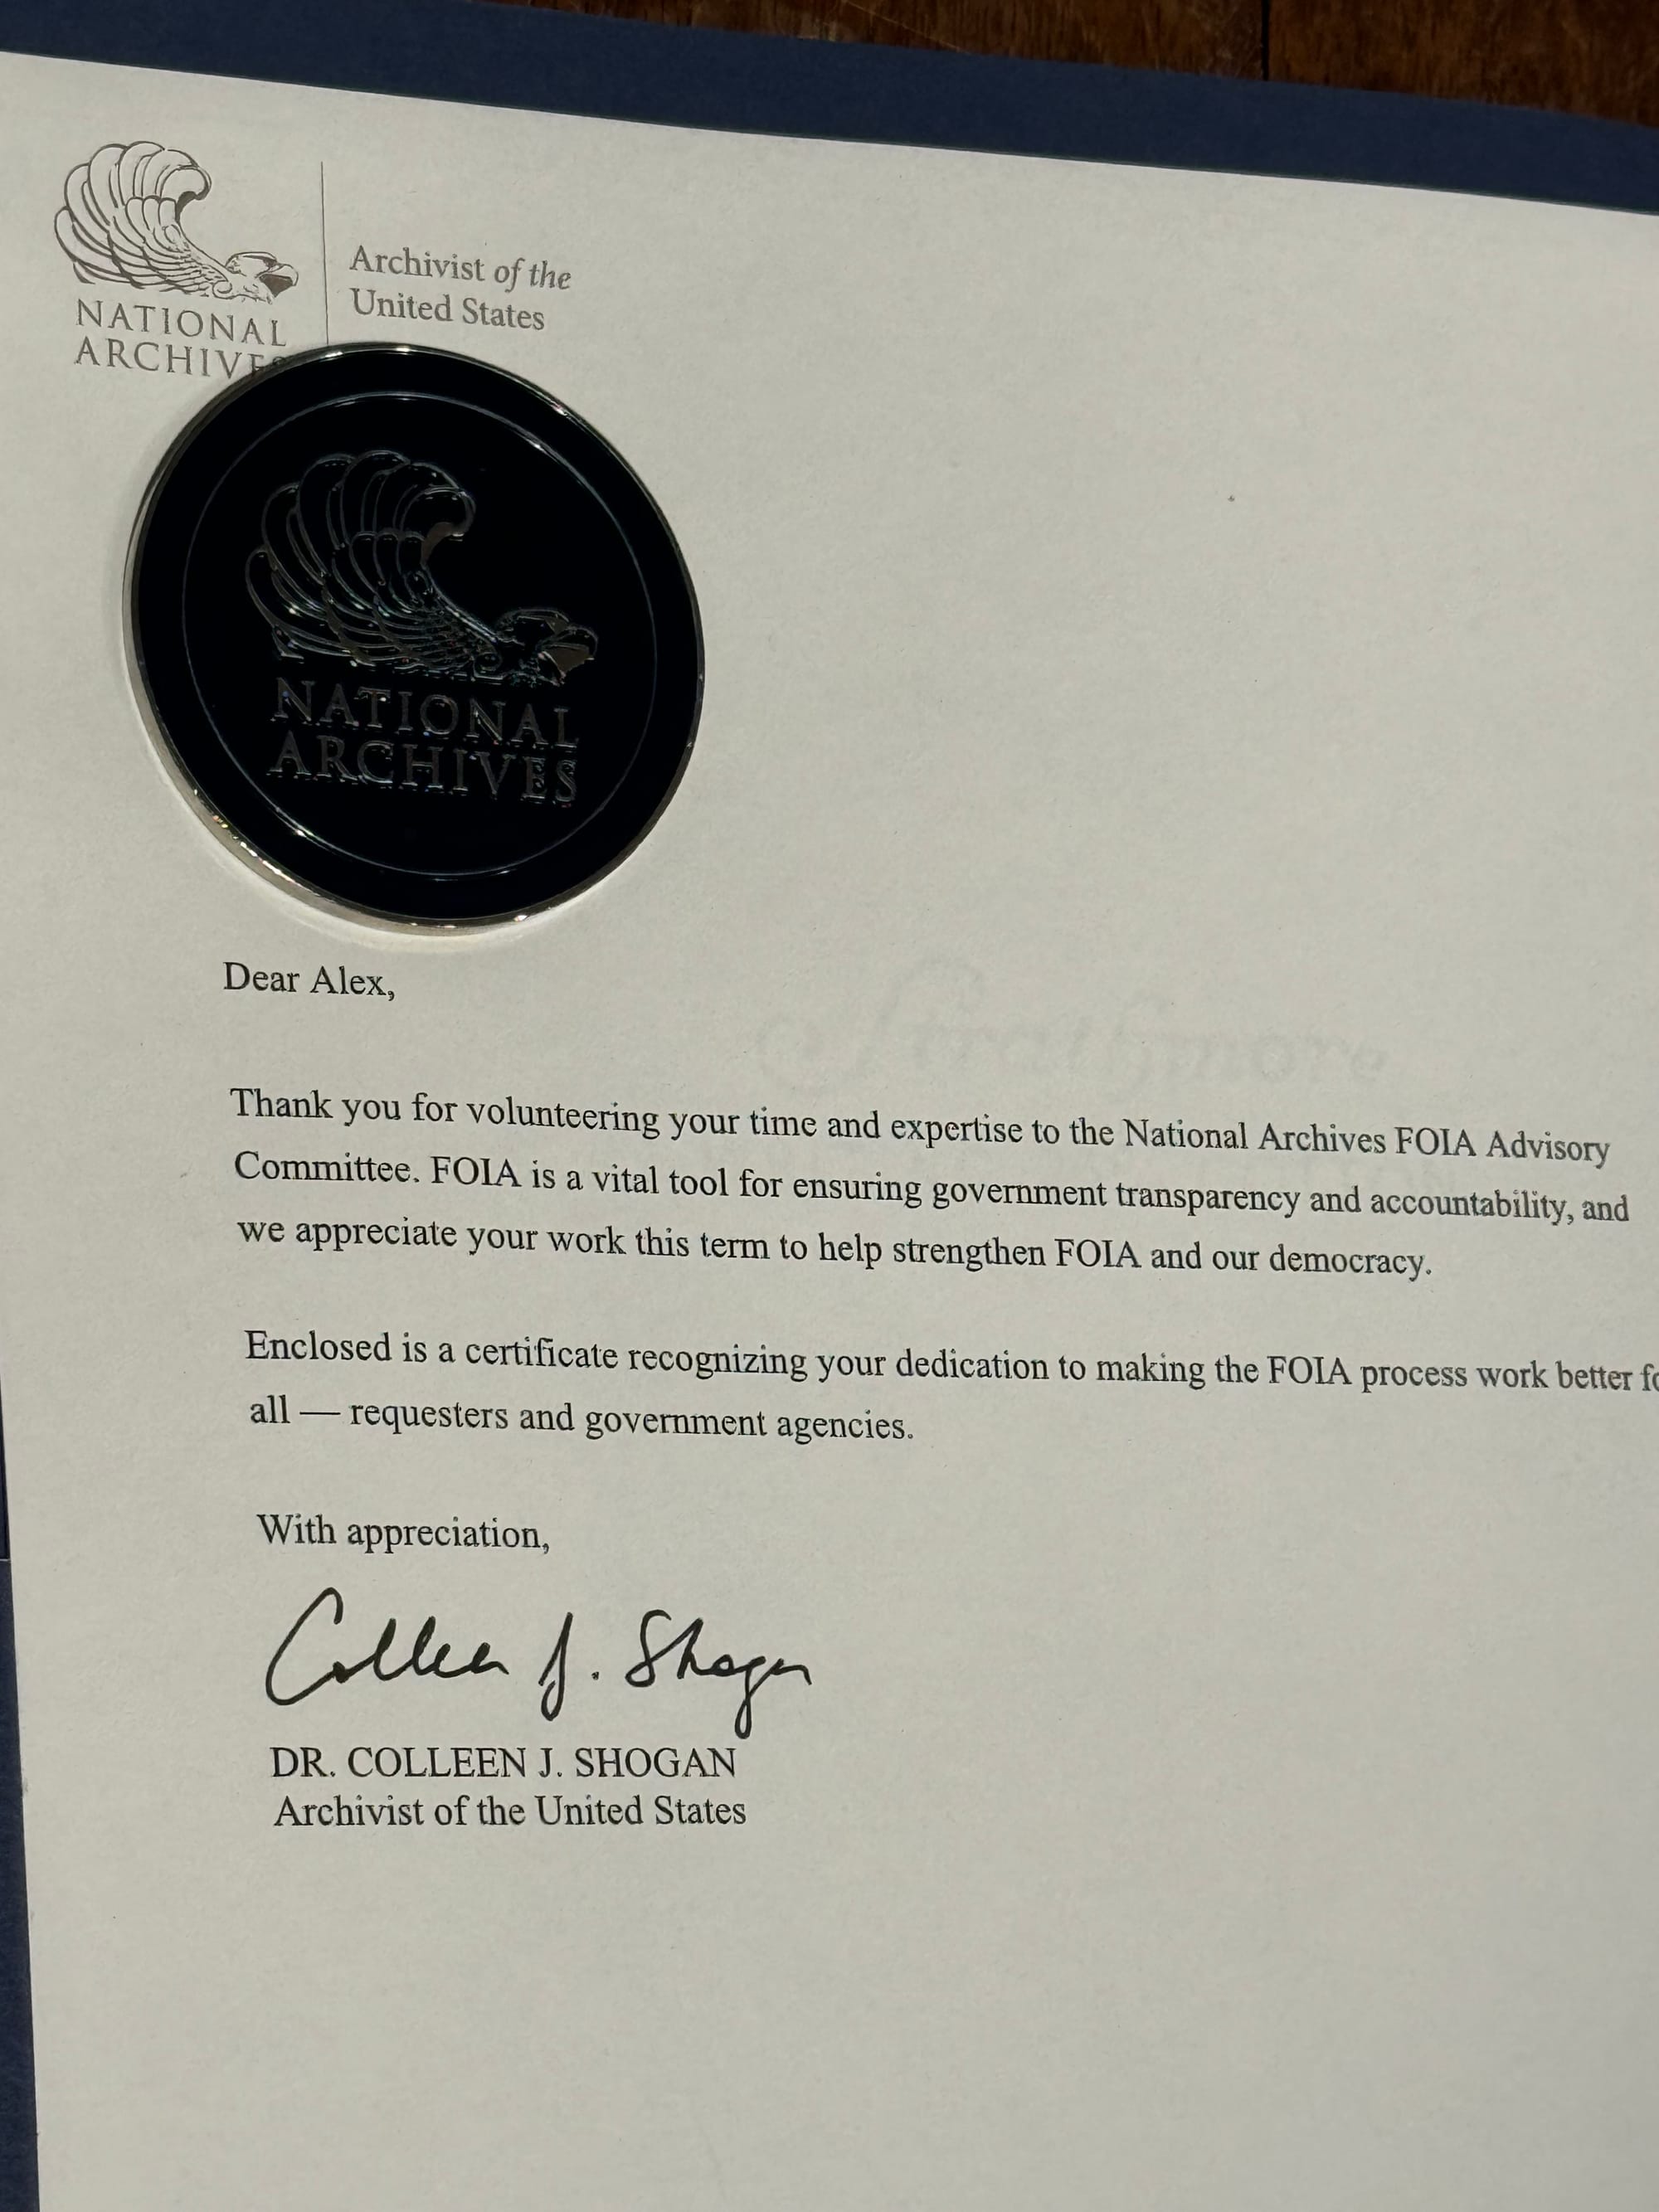 NATIONAL
ARCHIVES
Archivist of the
United States
NATIONAL
ARCHIVES
Dear Alex,
Strathmore
Thank you for volunteering your time and expertise to the National Archives FOIA Advisory
Committee. FOIA is a vital tool for ensuring government transparency and accountability, and
we appreciate your work this term to help strengthen FOIA and our democracy.
Enclosed is a certificate recognizing your dedication to making the FOIA process work better fo
all — requesters and government agencies.
With appreciation,
Colleen J. Shogan
DR. COLLEEN J. SHOGAN
Archivist of the United States